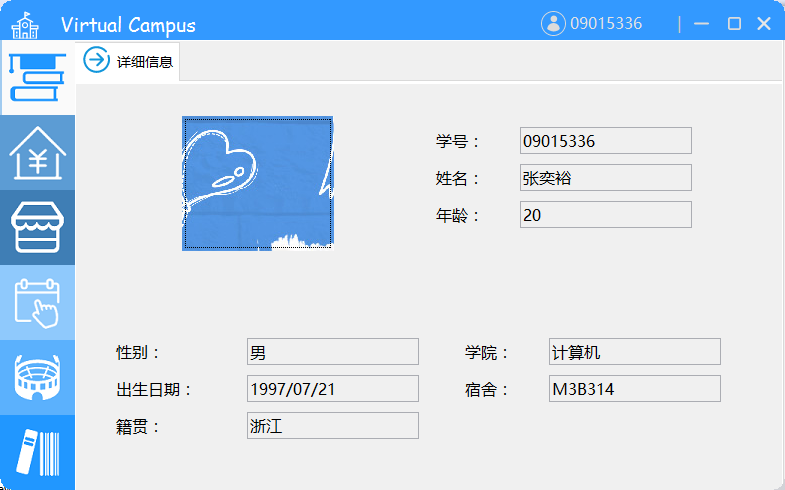 Virtual Campus 09015336
详细信息
学号： 09015336
姓名： 张奕裕
年龄： 20
性别： 男 学院： 计算机
出生日期： 1997/07/21 宿舍： M3B314
籍贯： 浙江